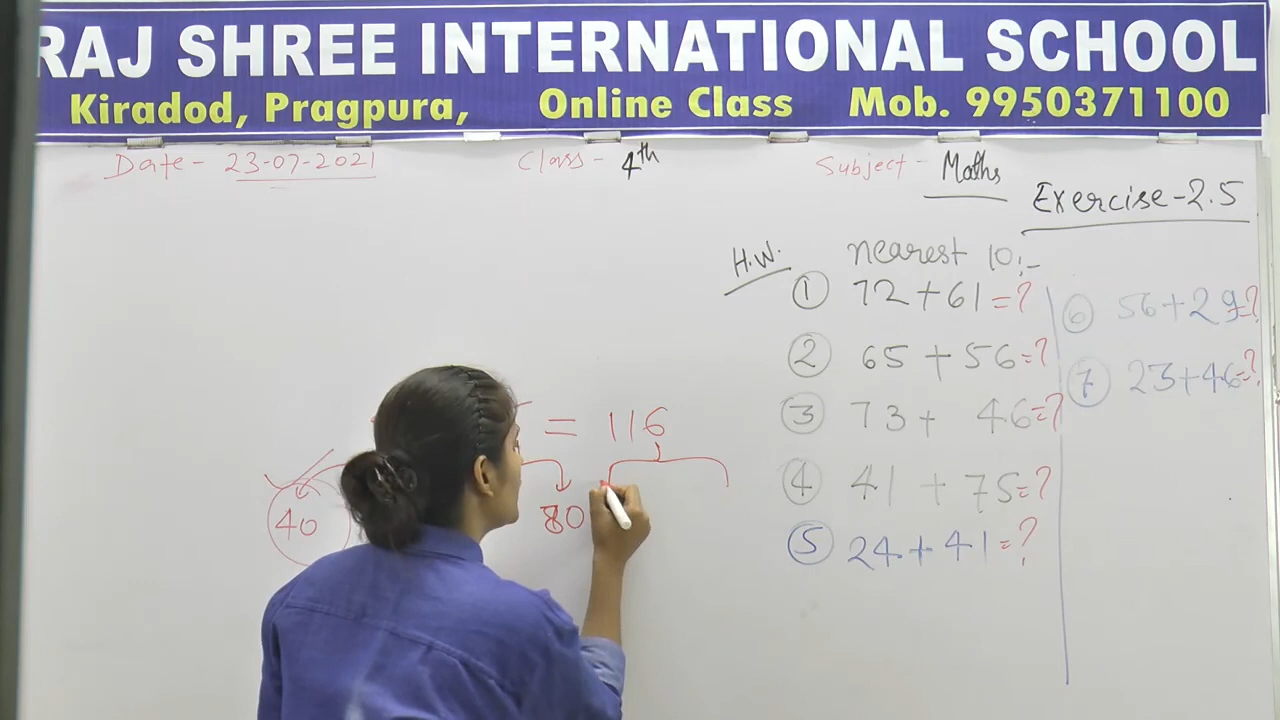 RAJ SHREE INTERNATIONAL SCHOOL
Kiradod, Pragpura, Online Class Mob. 9950371100
Date - 23-07-2021 Class - 4th Subject - Maths
Exercise-2.5
H.W. nearest 10:-
① 72+61=?
② 65+56=?
③ 73+ 46=?
④ 41+75=?
⑤ 24+41=?
⑥ 56+29=?
⑦ 23+46=?
= 116
40 80